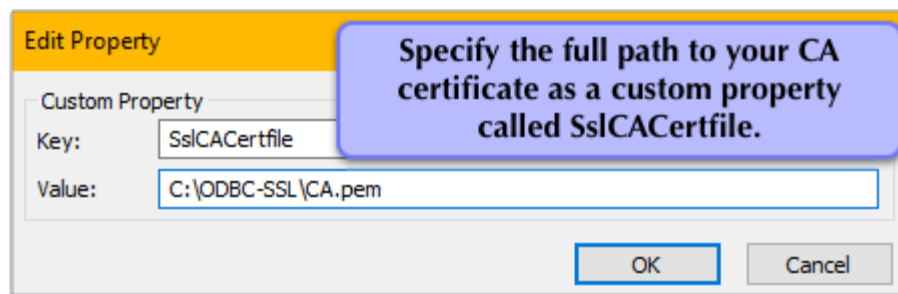 Edit Property
Specify the full path to your CA
certificate as a custom property
called SslCACertfile.
Custom Property
Key:
SslCACertfile
Value:
C:\ODBC-SSL\CA.pem
OK
Cancel